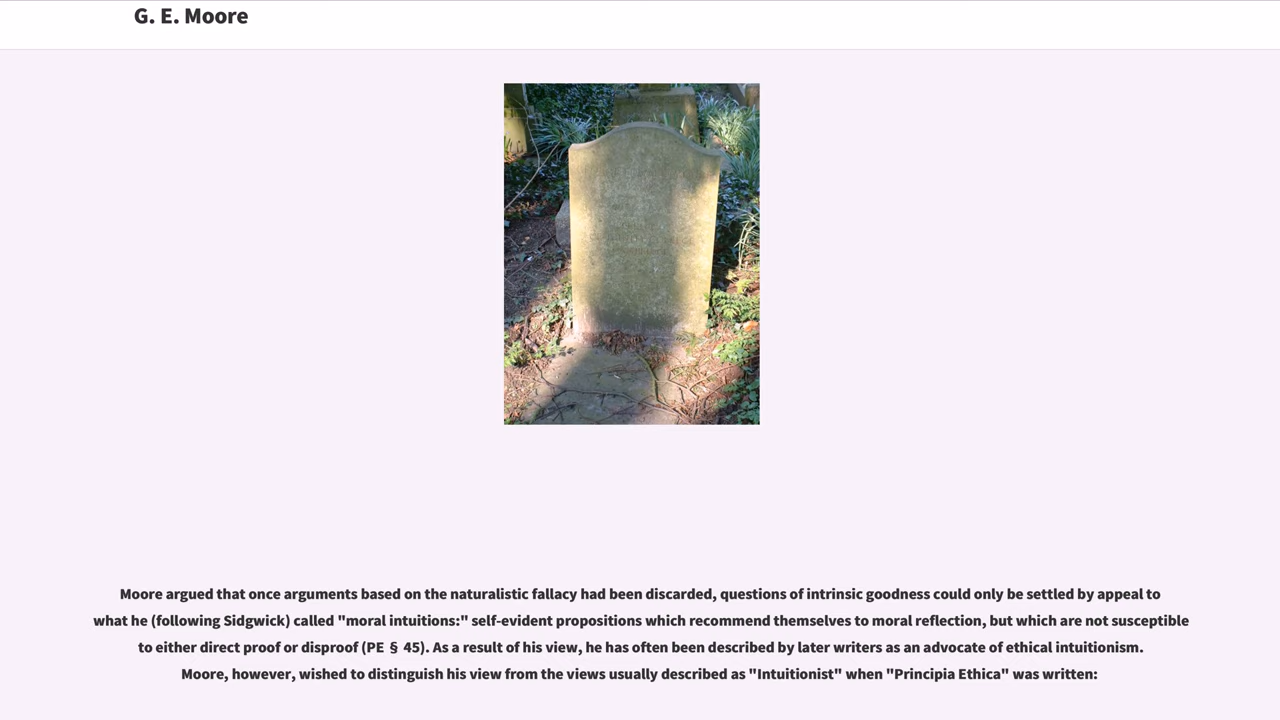 G. E. Moore
Moore argued that once arguments based on the naturalistic fallacy had been discarded, questions of intrinsic goodness could only be settled by appeal to
what he (following Sidgwick) called "moral intuitions:" self-evident propositions which recommend themselves to moral reflection, but which are not susceptible
to either direct proof or disproof (PE § 45). As a result of his view, he has often been described by later writers as an advocate of ethical intuitionism.
Moore, however, wished to distinguish his view from the views usually described as "Intuitionist" when "Principia Ethica" was written: